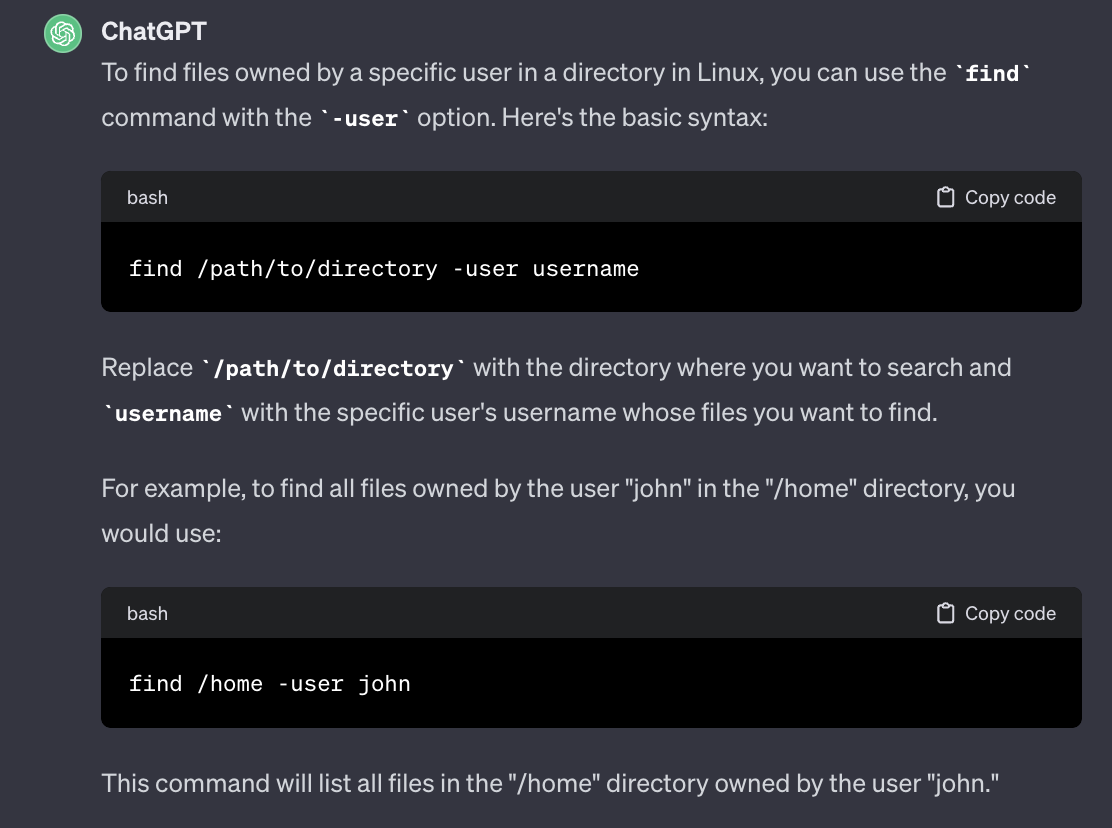 ChatGPT
To find files owned by a specific user in a directory in Linux, you can use the `find`
command with the `-user` option. Here's the basic syntax:
bash
Copy code
find /path/to/directory -user username
Replace `/path/to/directory` with the directory where you want to search and
`username` with the specific user's username whose files you want to find.
For example, to find all files owned by the user "john" in the "/home" directory, you
would use:
bash
Copy code
find /home -user john
This command will list all files in the "/home" directory owned by the user "john."